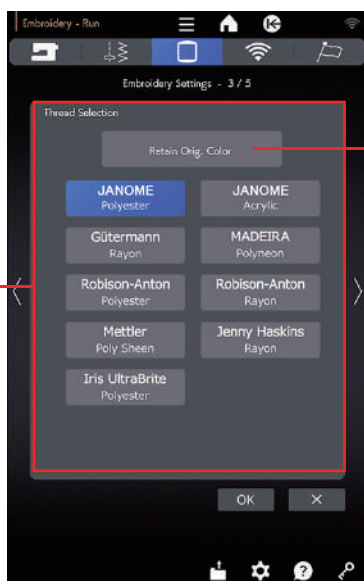 Embroidery - Run
Embroidery Settings - 3 / 5
Thread Selection
Retain Orig. Color
JANOME
Polyester
JANOME
Acrylic
Gütermann
Rayon
MADEIRA
Polyneon
Robison-Anton
Polyester
Robison-Anton
Rayon
Mettler
Poly Sheen
Jenny Haskins
Rayon
Iris UltraBrite
Polyester
OK
X